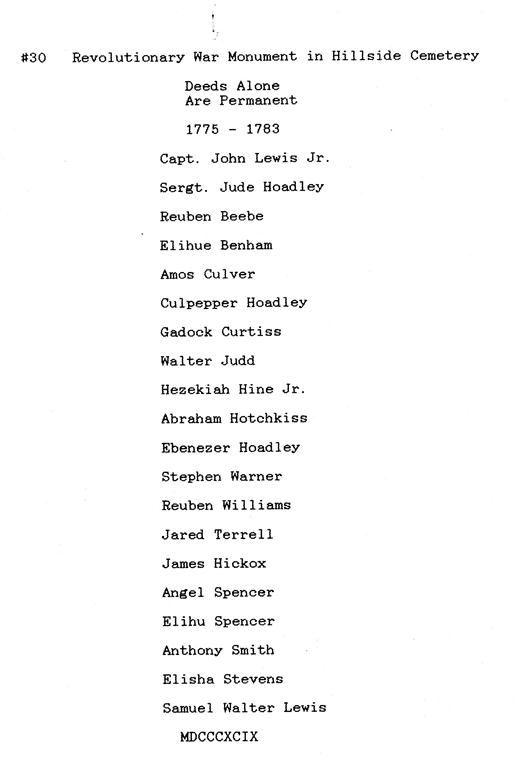 #30 Revolutionary War Monument in Hillside Cemetery
Deeds Alone
Are Permanent
1775 - 1783
Capt. John Lewis Jr.
Sergt. Jude Hoadley
Reuben Beebe
Elihue Benham
Amos Culver
Culpepper Hoadley
Gadock Curtiss
Walter Judd
Hezekiah Hine Jr.
Abraham Hotchkiss
Ebenezer Hoadley
Stephen Warner
Reuben Williams
Jared Terrell
James Hickox
Angel Spencer
Elihu Spencer
Anthony Smith
Elisha Stevens
Samuel Walter Lewis
MDCCCXCIX